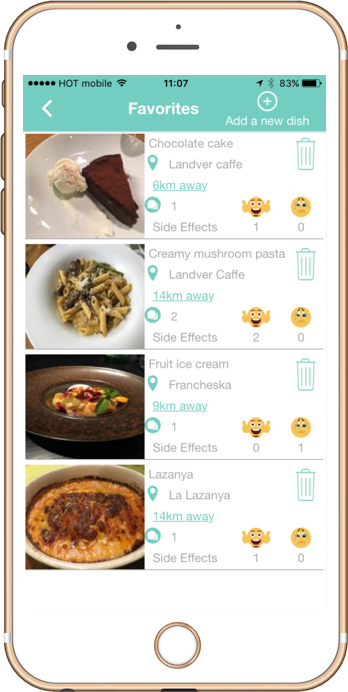 HOT mobile 11:07 83%
Favorites
Add a new dish
Chocolate cake
Landver caffe
6km away
1
Side Effects 1 0
Creamy mushroom pasta
Landver Caffe
14km away
2
Side Effects 2 0
Fruit ice cream
Francheska
9km away
1
Side Effects 0 1
Lazanya
La Lazanya
14km away
1
Side Effects 1 0